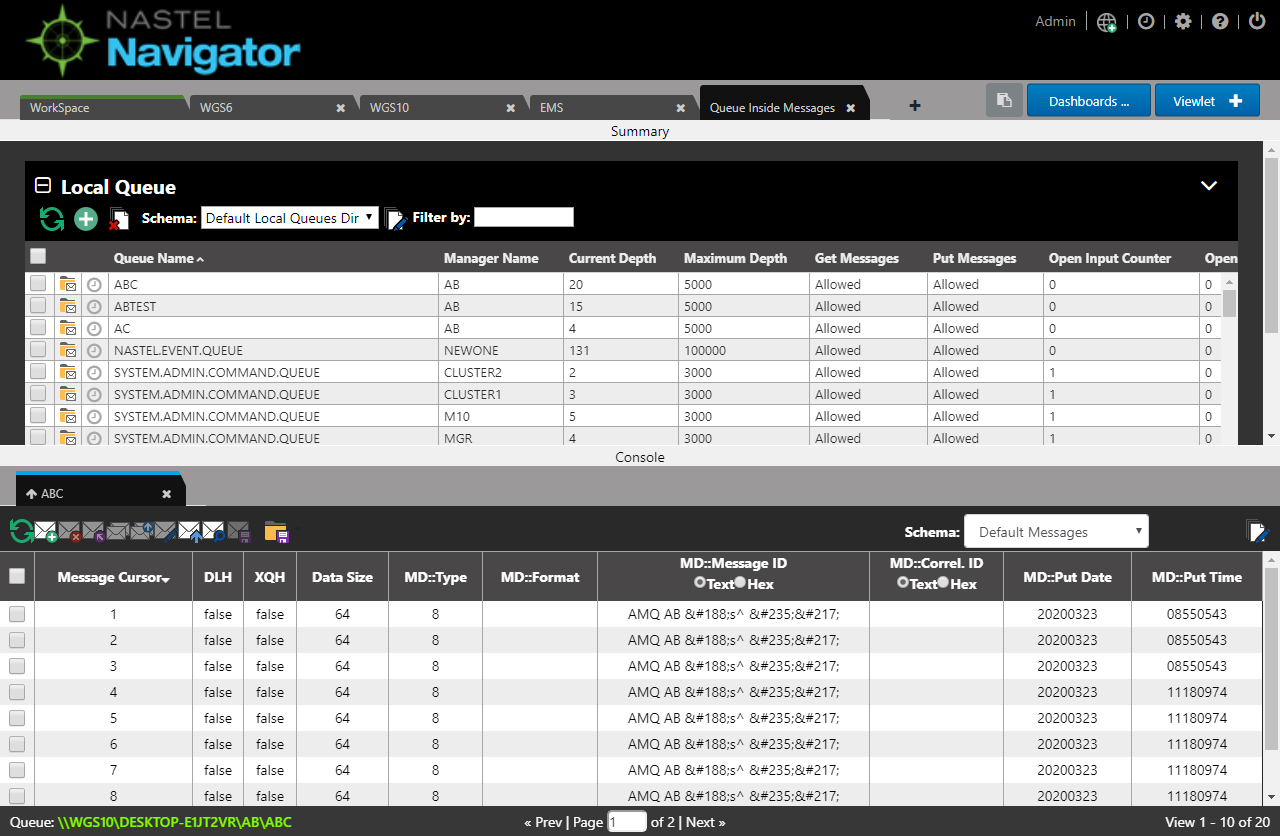 NASTEL
Navigator
Admin
WorkSpace WGS6 WGS10 EMS Queue Inside Messages Dashboards ... Viewlet
Summary
Local Queue
Schema: Default Local Queues Dir Filter by:
Queue Name Manager Name Current Depth Maximum Depth Get Messages Put Messages Open Input Counter Open
ABC AB 20 5000 Allowed Allowed 0 0
ABTEST AB 15 5000 Allowed Allowed 0 0
AC AB 4 5000 Allowed Allowed 0 0
NASTEL.EVENT.QUEUE NEWONE 131 100000 Allowed Allowed 0 0
SYSTEM.ADMIN.COMMAND.QUEUE CLUSTER2 2 3000 Allowed Allowed 1 0
SYSTEM.ADMIN.COMMAND.QUEUE CLUSTER1 3 3000 Allowed Allowed 1 0
SYSTEM.ADMIN.COMMAND.QUEUE M10 5 3000 Allowed Allowed 1 0
SYSTEM.ADMIN.COMMAND.QUEUE MGR 4 3000 Allowed Allowed 1 0
Console
ABC
Schema: Default Messages
Message Cursor DLH XQH Data Size MD::Type MD::Format MD::Message ID MD::Correl. ID MD::Put Date MD::Put Time
Text Hex Text Hex
1 false false 64 8 AMQ AB &#188;s^ &#235;&#217; 20200323 08550543
2 false false 64 8 AMQ AB &#188;s^ &#235;&#217; 20200323 08550543
3 false false 64 8 AMQ AB &#188;s^ &#235;&#217; 20200323 08550543
4 false false 64 8 AMQ AB &#188;s^ &#235;&#217; 20200323 11180974
5 false false 64 8 AMQ AB &#188;s^ &#235;&#217; 20200323 11180974
6 false false 64 8 AMQ AB &#188;s^ &#235;&#217; 20200323 11180974
7 false false 64 8 AMQ AB &#188;s^ &#235;&#217; 20200323 11180974
8 false false 64 8 AMQ AB &#188;s^ &#235;&#217; 20200323 11180974
Queue: \\WGS10\DESKTOP-E1JT2VR\AB\ABC « Prev | Page 1 of 2 | Next » View 1 - 10 of 20